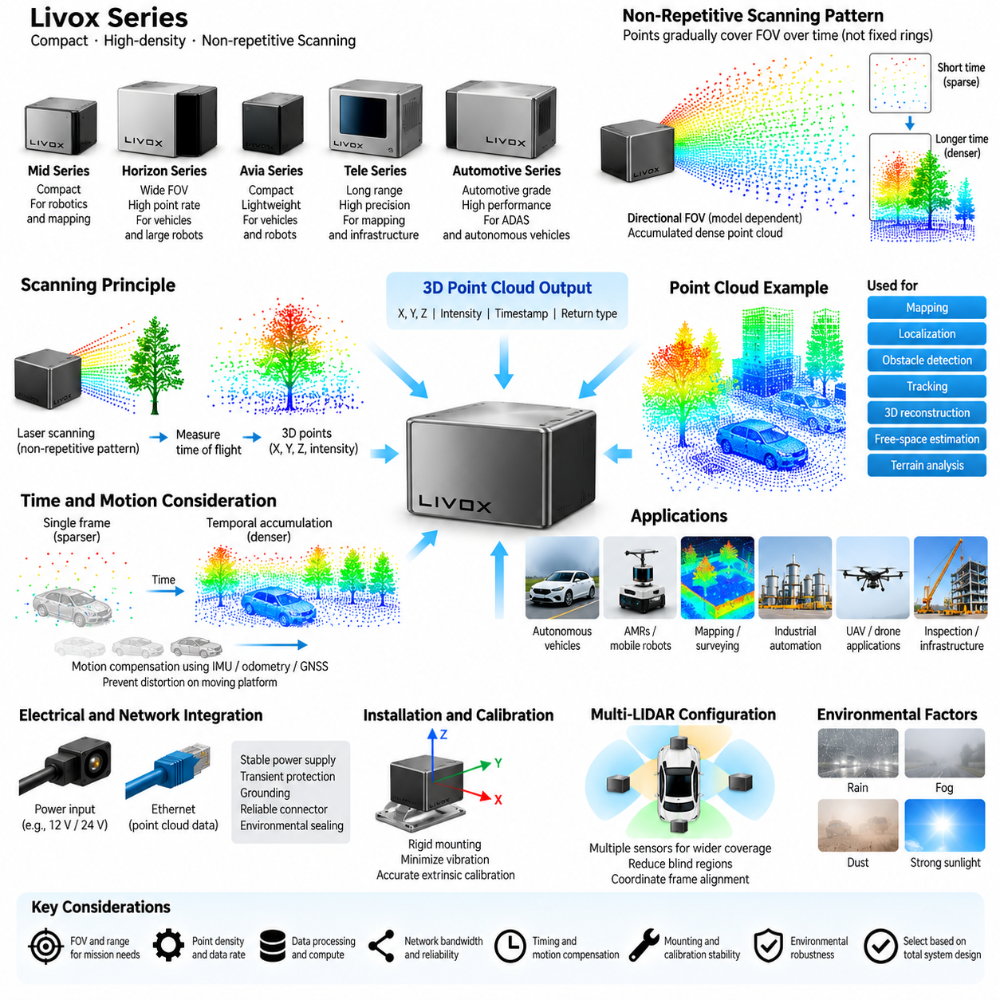 Livox Series
Compact · High-density · Non-repetitive Scanning
LIVOX
LIVOX
LIVOX
LIVOX
LIVOX
Mid Series
Compact
For robotics
and mapping
Horizon Series
Wide FOV
High point rate
For vehicles
and large robots
Avia Series
Compact
Lightweight
For vehicles
and robots
Tele Series
Long range
High precision
For mapping
and infrastructure
Automotive Series
Automotive grade
High performance
For ADAS
and autonomous vehicles
Non-Repetitive Scanning Pattern
Points gradually cover FOV over time (not fixed rings)
LIVOX
Short time
(sparse)
Longer time
(denser)
Directional FOV (model dependent)
Accumulated dense point cloud
Scanning Principle
LIVOX
Laser scanning
(non-repetitive pattern)
Measure
time of flight
3D points
(X, Y, Z, intensity)
3D Point Cloud Output
X, Y, Z | Intensity | Timestamp | Return type
LIVOX
Point Cloud Example
Used for
Mapping
Localization
Obstacle detection
Tracking
3D reconstruction
Free-space estimation
Terrain analysis
Time and Motion Consideration
Single frame
(sparser)
Time
Temporal accumulation
(denser)
Motion compensation using IMU / odometry / GNSS
Prevent distortion on moving platform
Applications
Autonomous
vehicles
AMRs /
mobile robots
Mapping /
surveying
Industrial
automation
UAV / drone
applications
Inspection /
infrastructure
Electrical and Network Integration
Power input
(e.g., 12 V / 24 V)
Ethernet
(point cloud data)
Stable power supply
Transient protection
Grounding
Reliable connector
Environmental sealing
Installation and Calibration
Z
Y
X
LIVOX
Rigid mounting
Minimize vibration
Accurate extrinsic calibration
Multi-LIDAR Configuration
Multiple sensors for wider coverage
Reduce blind regions
Coordinate frame alignment
Environmental Factors
Rain
Fog
Dust
Strong sunlight
Key Considerations
FOV and range
for mission needs
Point density
and data rate
Data processing
and compute
Network bandwidth
and reliability
Timing and
motion compensation
Mounting and
calibration stability
Environmental
robustness
Select based on
total system design